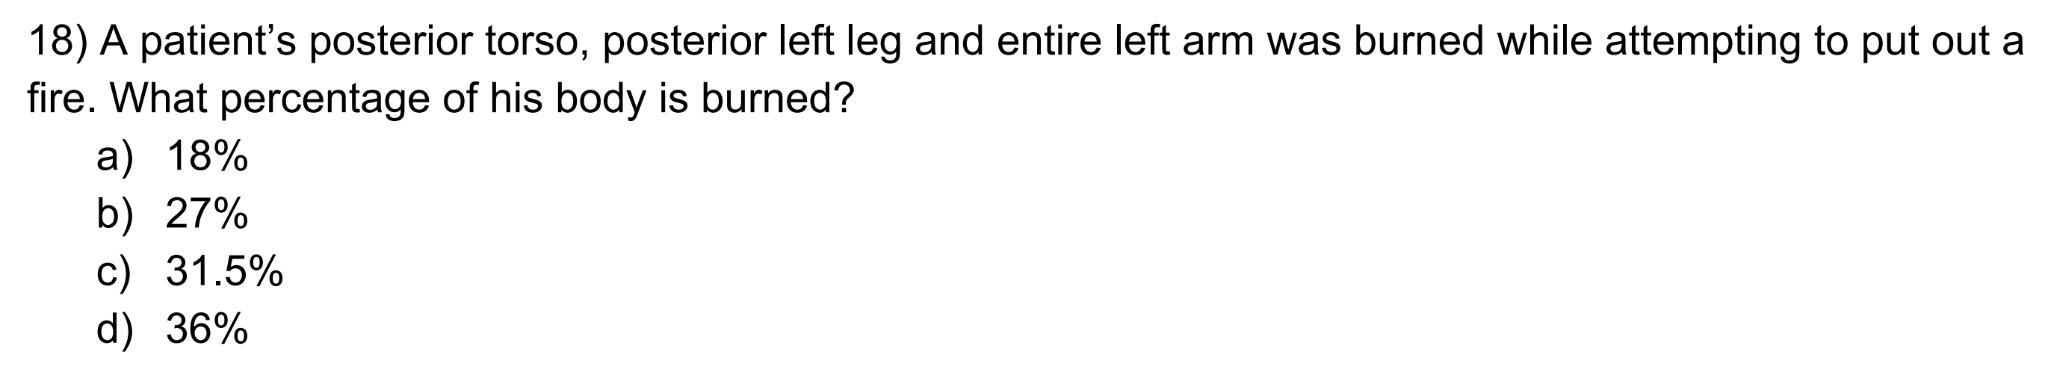 18) A patient’s posterior torso, posterior left leg and entire left arm was burned while attempting to put out a
fire. What percentage of his body is burned?
a) 18%
b) 27%
c) 31.5%
d) 36%